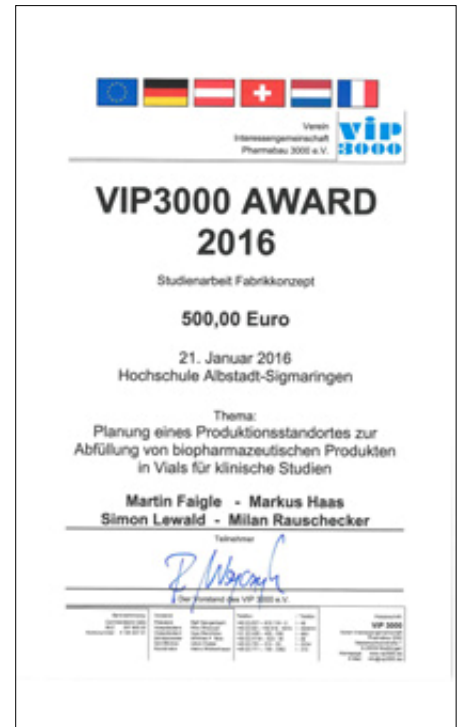 Verein
Interessengemeinschaft
Pharmabau 3000 e.V.
vip
3000
VIP3000 AWARD
2016
Studienarbeit Fabrikkonzept
500,00 Euro
21. Januar 2016
Hochschule Albstadt-Sigmaringen
Thema:
Planung eines Produktionsstandortes zur
Abfüllung von biopharmazeutischen Produkten
in Vials für klinische Studien
Martin Faigle - Markus Haas
Simon Lewald - Milan Rauschecker
Teilnehmer
Der Vorstand des VIP 3000 e.V.
VIP 3000